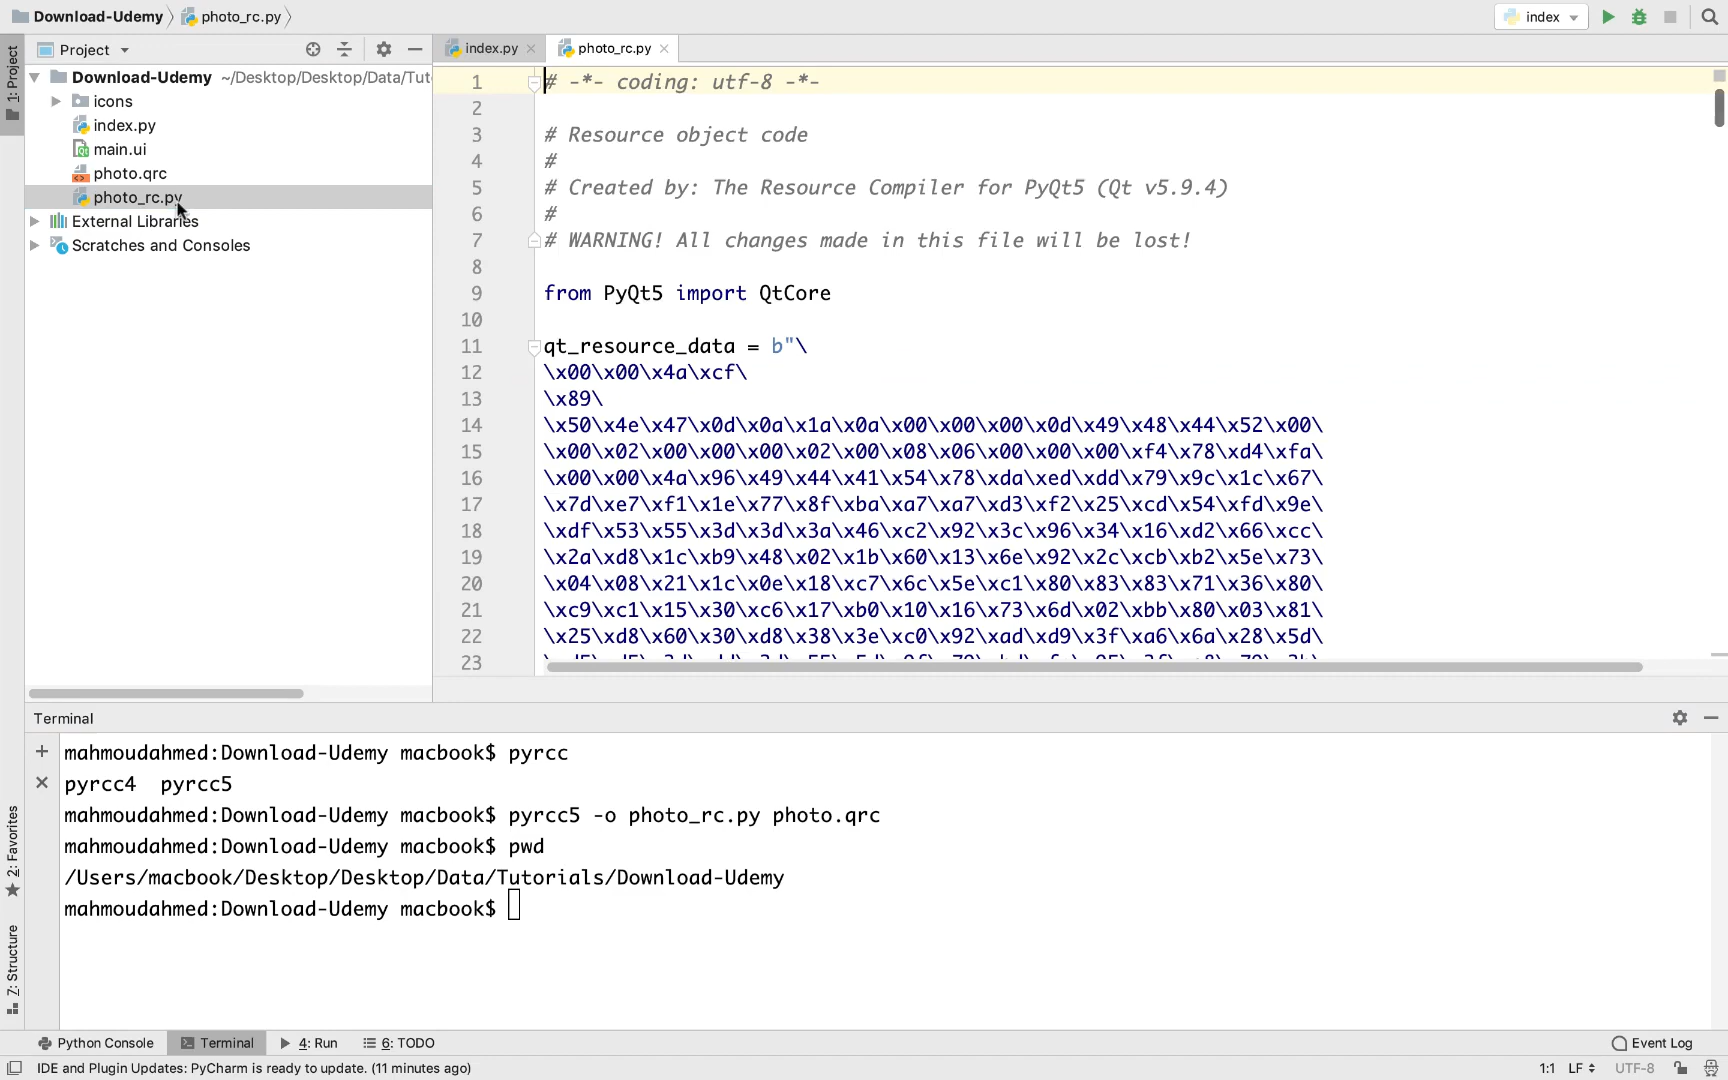 Download-Udemy photo_rc.py index
1: Project
Project
index.py photo_rc.py
Download-Udemy ~/Desktop/Desktop/Data/Tut
icons
index.py
main.ui
photo.qrc
photo_rc.py
External Libraries
Scratches and Consoles
1 # -*- coding: utf-8 -*-
2
3 # Resource object code
4 #
5 # Created by: The Resource Compiler for PyQt5 (Qt v5.9.4)
6 #
7 # WARNING! All changes made in this file will be lost!
8
9 from PyQt5 import QtCore
10
11 qt_resource_data = b"\
12 \x00\x00\x4a\xcf\
13 \x89\
14 \x50\x4e\x47\x0d\x0a\x1a\x0a\x00\x00\x00\x0d\x49\x48\x44\x52\x00\
15 \x00\x02\x00\x00\x00\x02\x00\x08\x06\x00\x00\x00\xf4\x78\xd4\xfa\
16 \x00\x00\x4a\x96\x49\x44\x41\x54\x78\xda\xed\xdd\x79\x9c\x1c\x67\
17 \x7d\xe7\xf1\x1e\x77\x8f\xba\xa7\xa7\xd3\xf2\x25\xcd\x54\xfd\x9e\
18 \xdf\x53\x55\x3d\x3d\x3a\x46\xc2\x92\x3c\x96\x34\x16\xd2\x66\xcc\
19 \x2a\xd8\x1c\xb9\x48\x02\x1b\x60\x13\x6e\x92\x2c\xcb\xb2\x5e\x73\
20 \x04\x08\x21\x1c\x0e\x18\xc7\x6c\x5e\xc1\x80\x83\x83\x71\x36\x80\
21 \xc9\xc1\x15\x30\xc6\x17\xb0\x10\x16\x73\x6d\x02\xbb\x80\x03\x81\
22 \x25\xd8\x60\x30\xd8\x38\x3e\xc0\x92\xad\xd9\x3f\xa6\x6a\x28\x5d\
23
Terminal
mahmoudahmed:Download-Udemy macbook$ pyrcc
pyrcc4 pyrcc5
mahmoudahmed:Download-Udemy macbook$ pyrcc5 -o photo_rc.py photo.qrc
mahmoudahmed:Download-Udemy macbook$ pwd
/Users/macbook/Desktop/Desktop/Data/Tutorials/Download-Udemy
mahmoudahmed:Download-Udemy macbook$
2: Favorites
7: Structure
Python Console Terminal 4: Run 6: TODO Event Log
IDE and Plugin Updates: PyCharm is ready to update. (11 minutes ago) 1:1 LF UTF-8